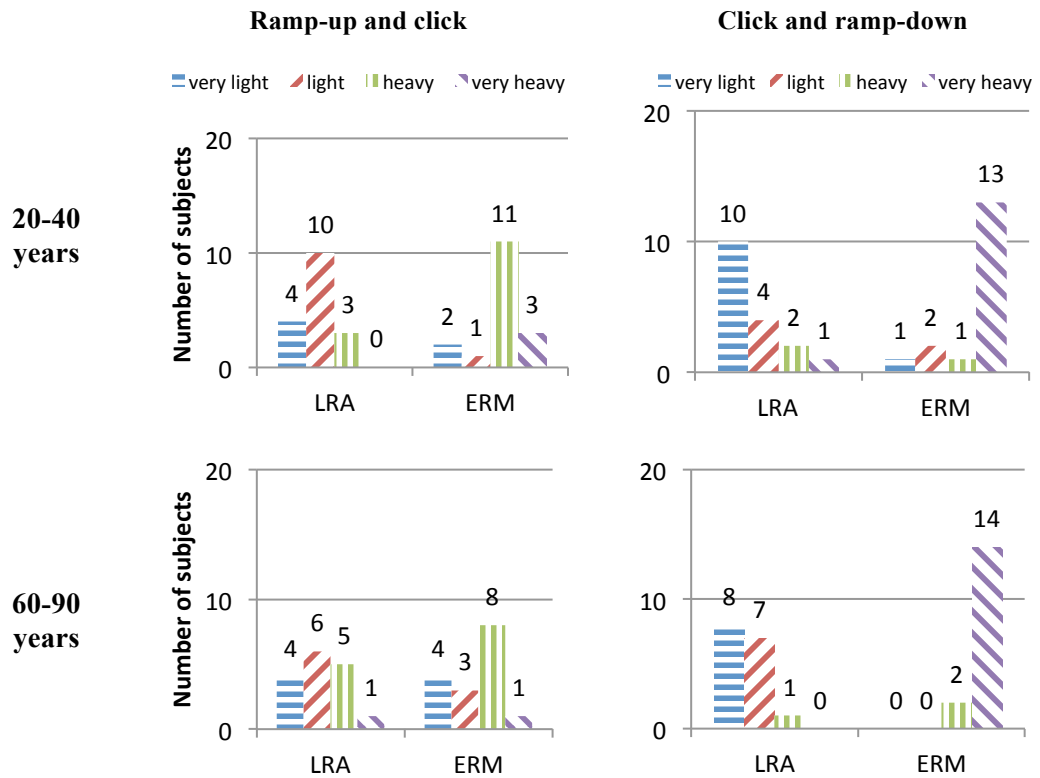 Ramp-up and click
Click and ramp-down
very light light heavy very heavy
very light light heavy very heavy
20-40
years
Number of subjects
20
10
0
4
10
3
0
2
1
11
3
LRA
ERM
20
10
0
10
4
2
1
1
2
1
13
LRA
ERM
60-90
years
Number of subjects
20
10
0
4
6
5
1
4
3
8
1
LRA
ERM
20
10
0
8
7
1
0
0
0
2
14
LRA
ERM